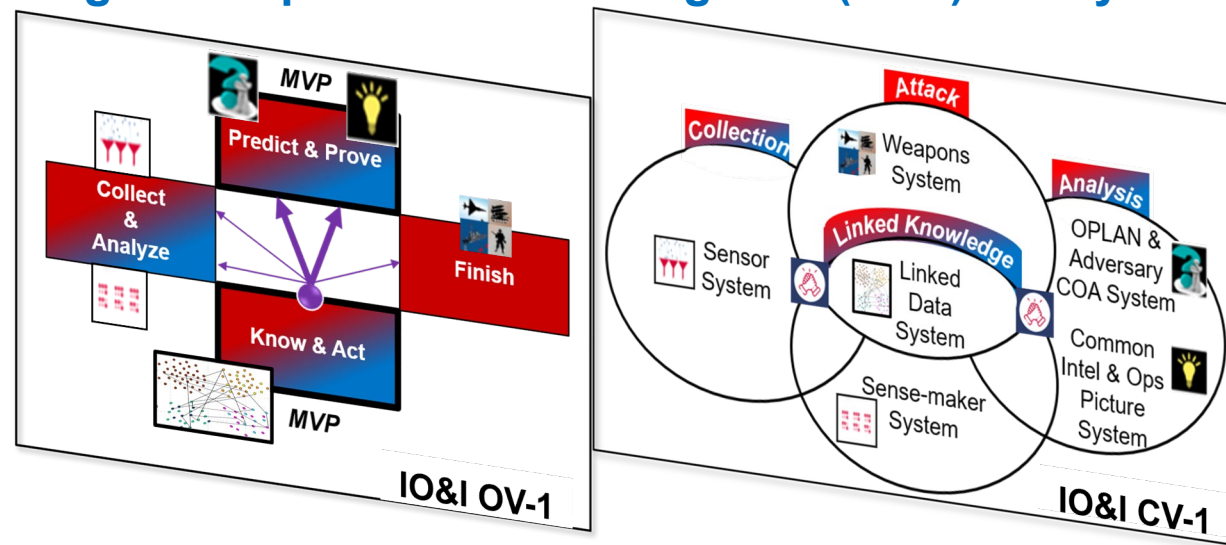 MVP
Predict & Prove
Collect
&
Analyze
Finish
Know & Act
MVP
IO&I OV-1
Attack
Collection
Weapons
System
Analysis
Linked Knowledge
OPLAN &
Adversary
COA System
Sensor
System
Linked
Data
System
Common
Intel & Ops
Picture
System
Sense-maker
System
IO&I CV-1